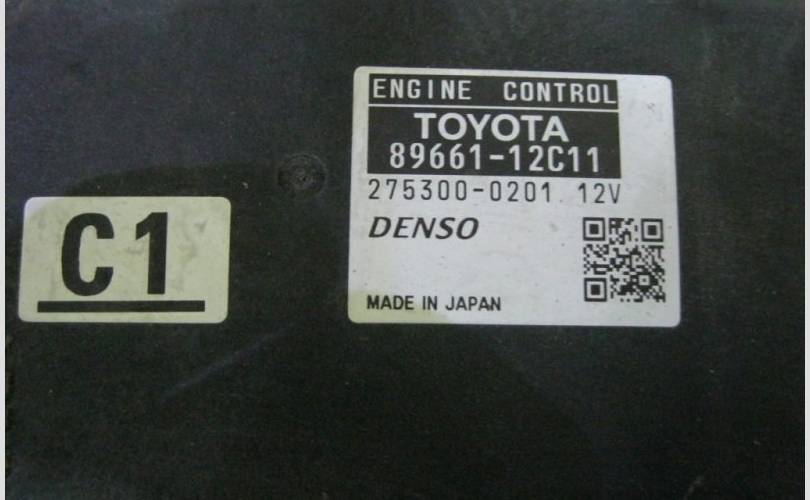 ENGINE CONTROL
TOYOTA
89661-12C11
275300-0201 12V
DENSO
MADE IN JAPAN
C1